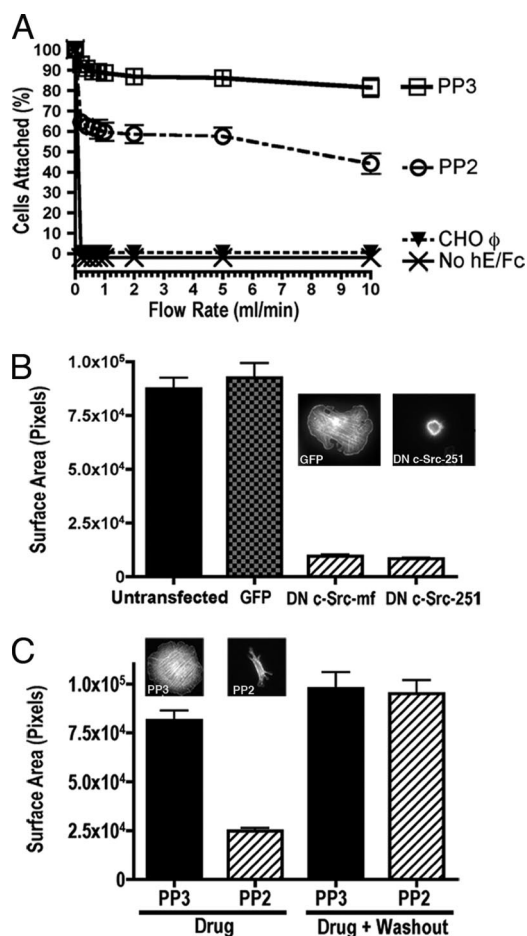 A
Cells Attached (%)
100
90
80
70
60
50
40
30
20
10
0
0 1 2 3 4 5 6 7 8 9 10
Flow Rate (ml/min)
PP3
PP2
CHO ϕ
No hE/Fc
B
Surface Area (Pixels)
1.0x10⁵
7.5x10⁴
5.0x10⁴
2.5x10⁴
0
GFP
DN c-Src-251
Untransfected GFP DN c-Src-mf DN c-Src-251
C
Surface Area (Pixels)
1.0x10⁵
7.5x10⁴
5.0x10⁴
2.5x10⁴
0
PP3
PP2
PP3 PP2 PP3 PP2
Drug Drug + Washout